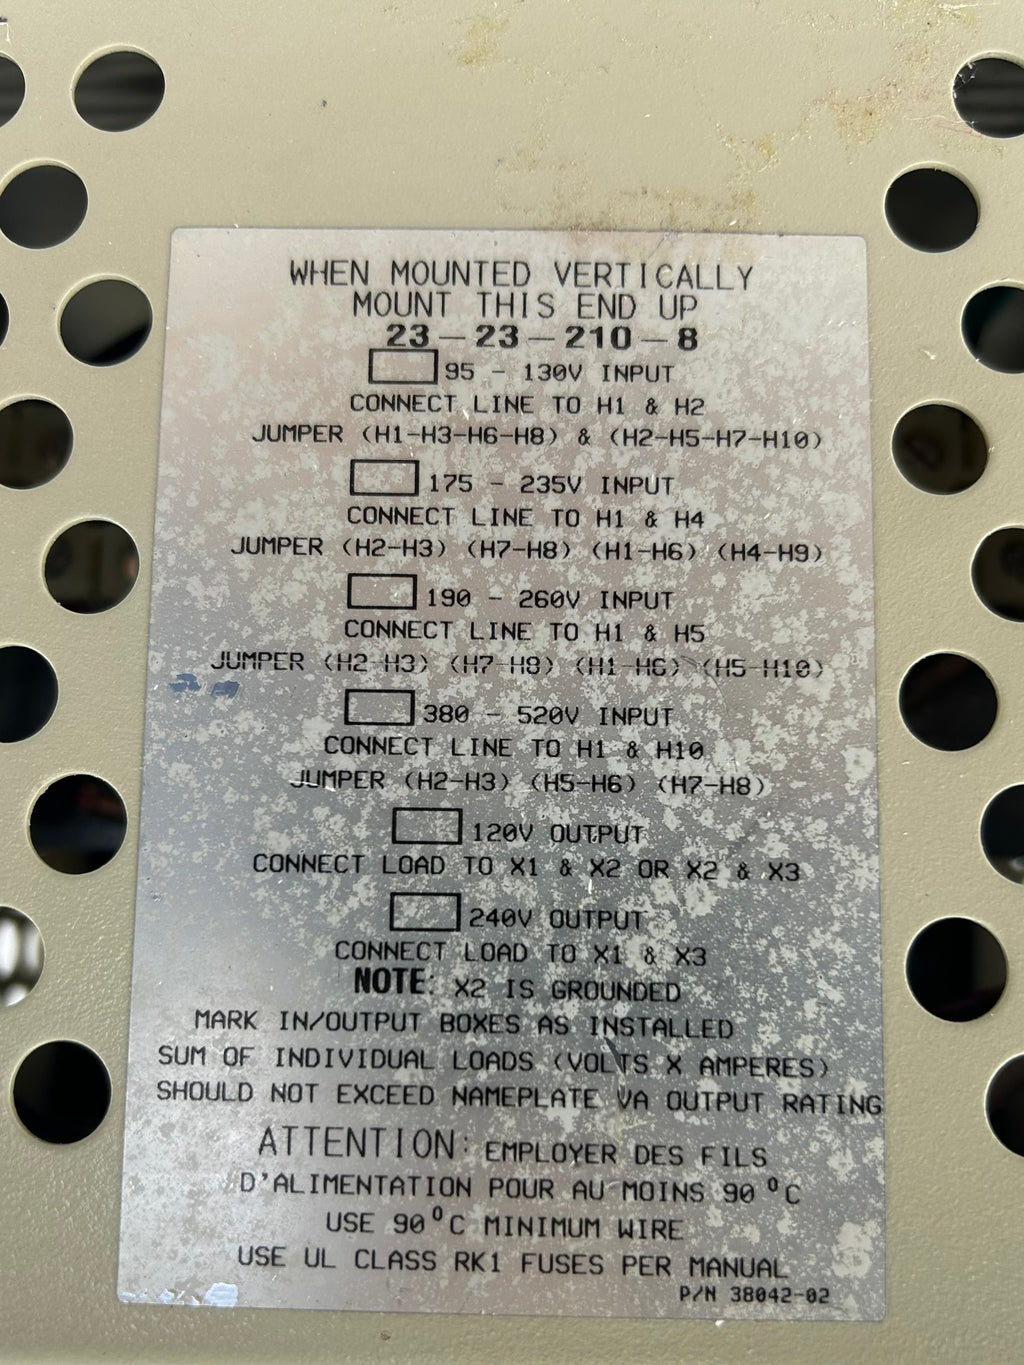 WHEN MOUNTED VERTICALLY
MOUNT THIS END UP
23-23-210-8
95 - 130V INPUT
CONNECT LINE TO H1 & H2
JUMPER (H1-H3-H6-H8) & (H2-H5-H7-H10)
175 - 235V INPUT
CONNECT LINE TO H1 & H4
JUMPER (H2-H3) (H7-H8) (H1-H6) (H4-H9)
190 - 260V INPUT
CONNECT LINE TO H1 & H5
JUMPER (H2-H3) (H7-H8) (H1-H6) (H5-H10)
380 - 520V INPUT
CONNECT LINE TO H1 & H10
JUMPER (H2-H3) (H5-H6) (H7-H8)
120V OUTPUT
CONNECT LOAD TO X1 & X2 OR X2 & X3
240V OUTPUT
CONNECT LOAD TO X1 & X3
NOTE: X2 IS GROUNDED
MARK IN/OUTPUT BOXES AS INSTALLED
SUM OF INDIVIDUAL LOADS (VOLTS X AMPERES)
SHOULD NOT EXCEED NAMEPLATE VA OUTPUT RATING
ATTENTION: EMPLOYER DES FILS
D'ALIMENTATION POUR AU MOINS 90 °C
USE 90°C MINIMUM WIRE
USE UL CLASS RK1 FUSES PER MANUAL
P/N 38042-02